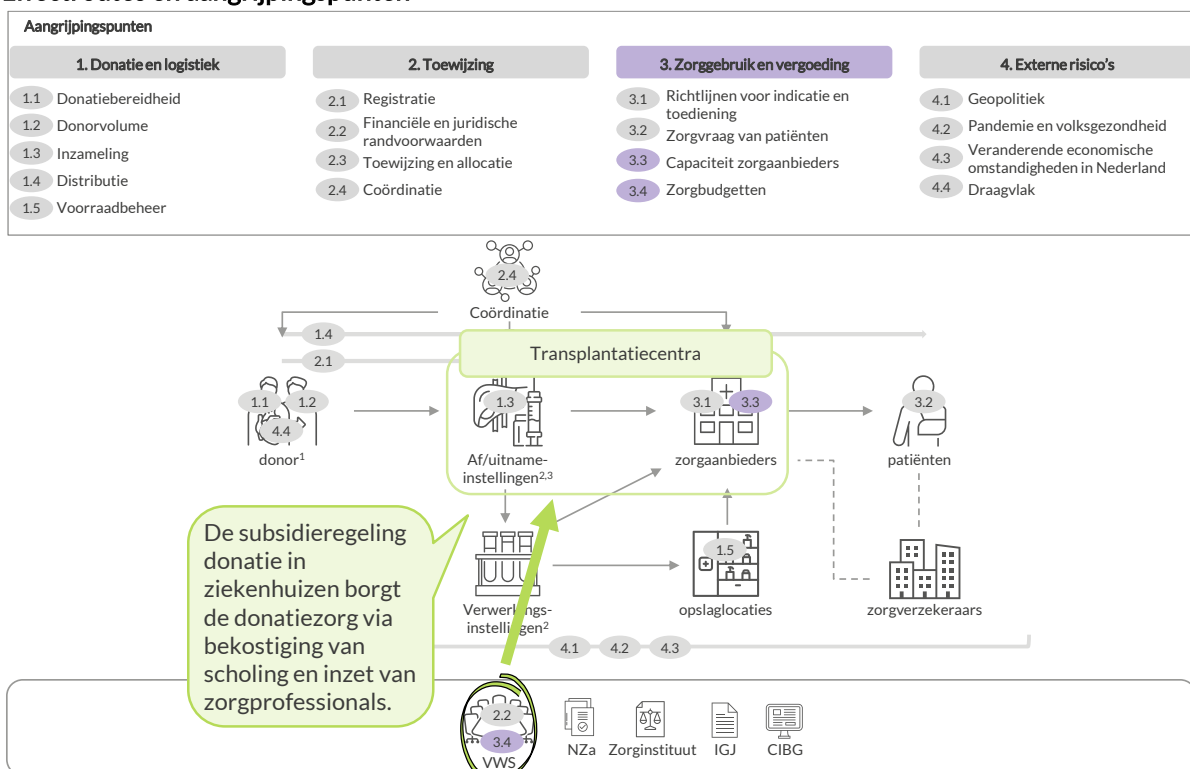 Aangrijpingspunten
1. Donatie en logistiek
1.1 Donatiebereidheid
1.2 Donorvolume
1.3 Inzameling
1.4 Distributie
1.5 Voorraadbeheer
2. Toewijzing
2.1 Registratie
2.2 Financiële en juridische
randvoorwaarden
2.3 Toewijzing en allocatie
2.4 Coördinatie
3. Zorggebruik en vergoeding
3.1 Richtlijnen voor indicatie en
toediening
3.2 Zorgvraag van patiënten
3.3 Capaciteit zorgaanbieders
3.4 Zorgbudgetten
4. Externe risico's
4.1 Geopolitiek
4.2 Pandemie en volksgezondheid
4.3 Veranderende economische
omstandigheden in Nederland
4.4 Draagvlak
2.4
Coördinatie
1.4
2.1
Transplantatiecentra
1.1 1.2
4.4
donor1
1.3
Af/uitname-
instellingen2,3
3.1 3.3
zorgaanbieders
3.2
patiënten
De subsidieregeling
donatie in
ziekenhuizen borgt
de donatiezorg via
bekostiging van
scholing en inzet van
zorgprofessionals.
Verwerkings-
instellingen2
1.5
opslaglocaties
zorgverzekeraars
4.1 4.2 4.3
2.2
3.4
VWS
NZa
Zorginstituut
IGJ
CIBG